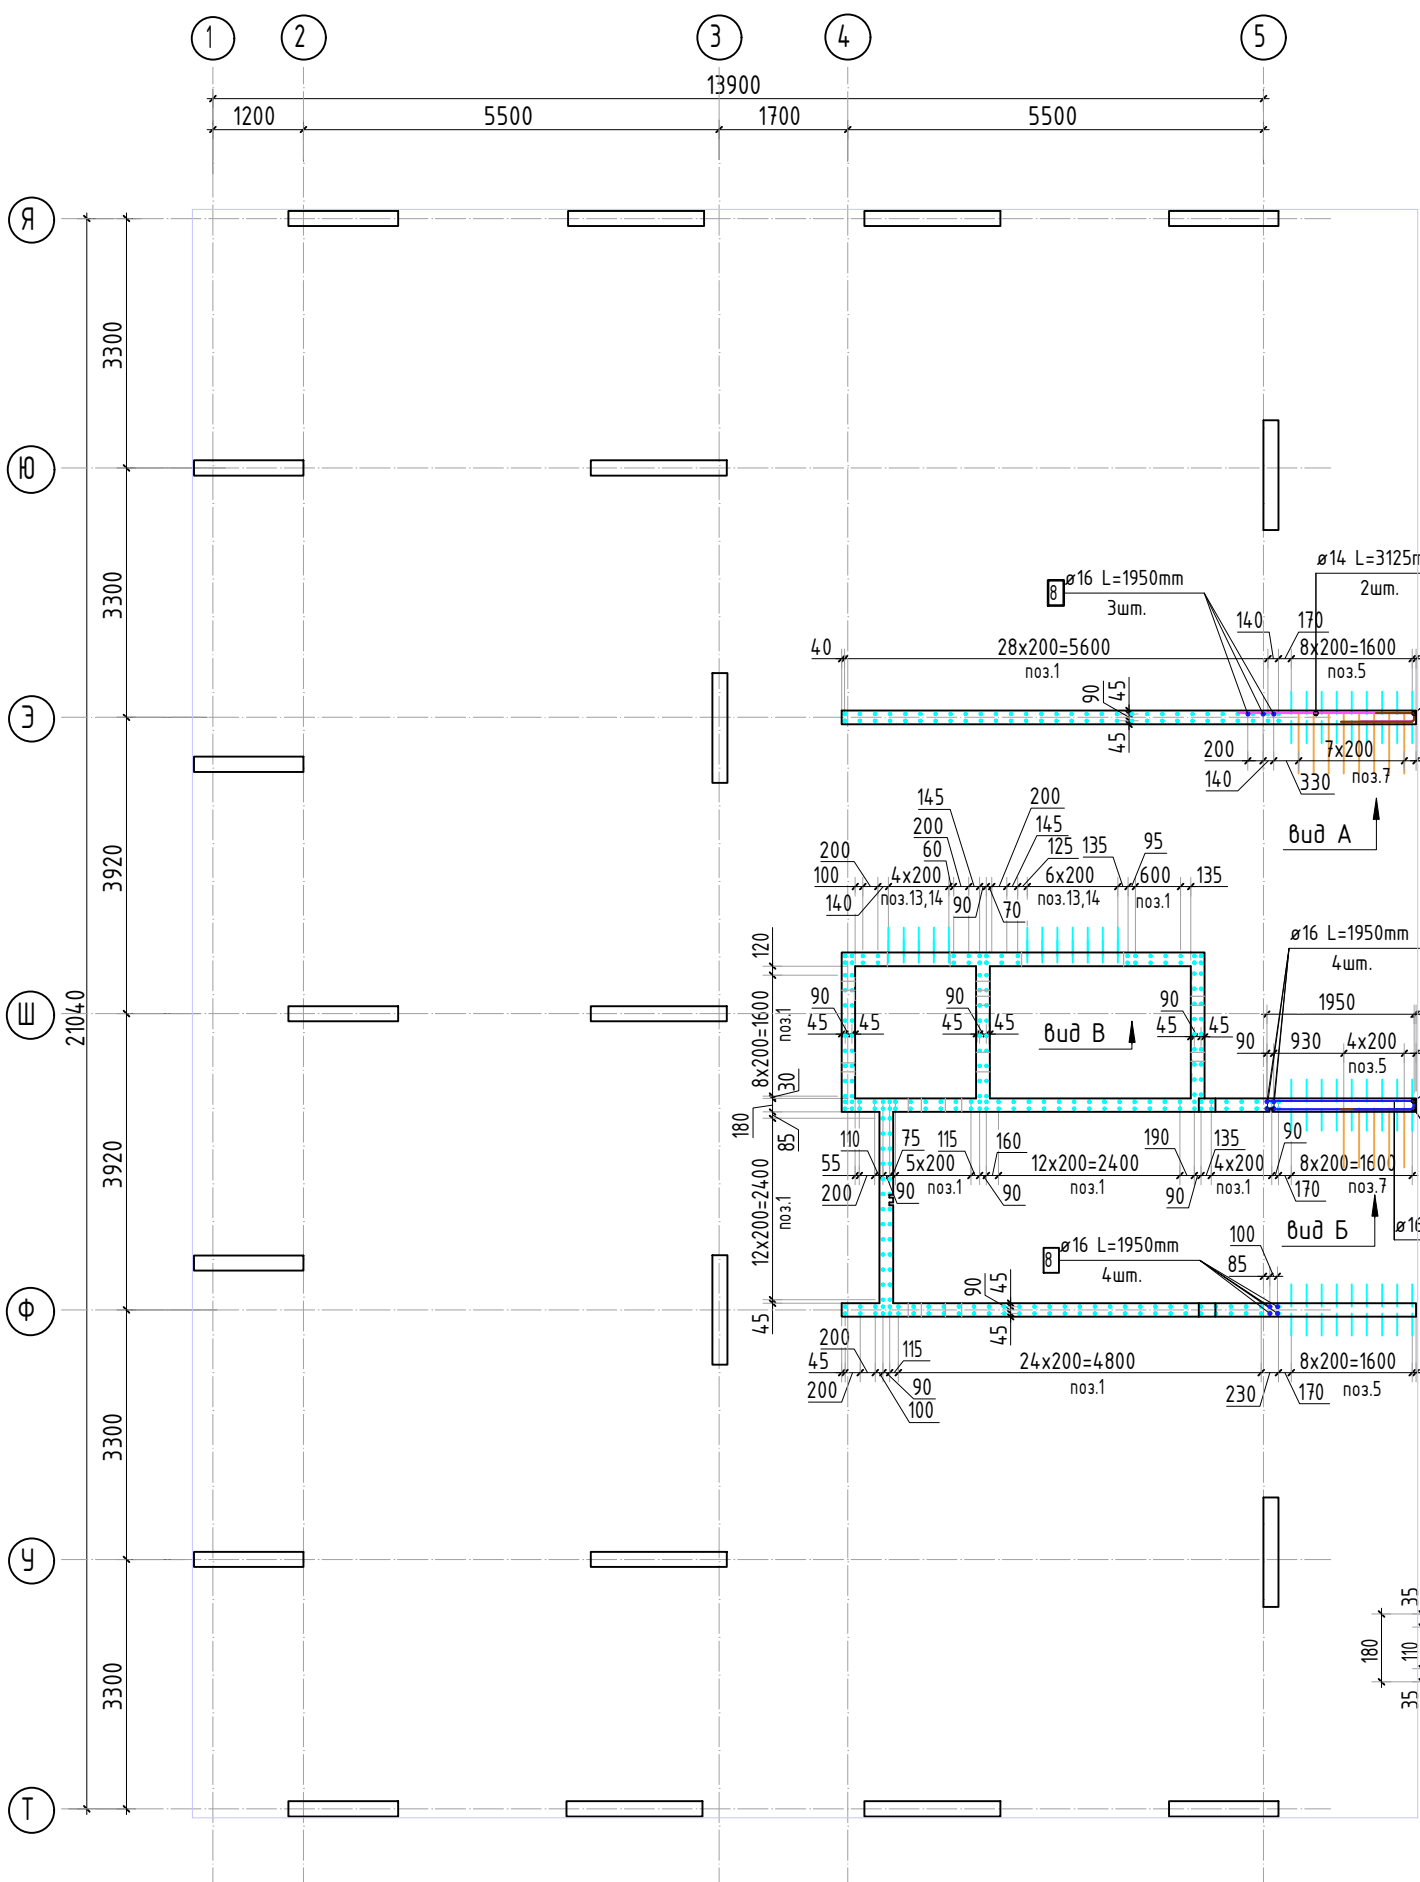 1 2 3 4 5
13900
1200 5500 1700 5500
Я
3300
Ю
3300
ø14 L=3125m
2шт.
8 ø16 L=1950mm
3шт.
140 170
40 28x200=5600 8x200=1600
поз.1 поз.5
90 45
Э
45
200 7x200
140 330 поз.7
вид А
145 200
200 145
60 125 135 95
200
100 4x200 6x200 600 135
140 поз.13,14 90 70 поз.13,14 поз.1
3920
120
ø16 L=1950mm
4шт.
Ш
21040
8x200=1600
поз.1
90 90 90
45 45 45 45 45 45
вид В
1950
90 930 4x200
поз.5
30
180
85
110 75 115 160 190 135 90
55 5x200 12x200=2400 4x200 8x200=1600
200 90 поз.1 90 поз.1 90 поз.1 170 поз.7
3920
12x200=2400
поз.1
вид Б
ø16
8 ø16 L=1950mm
4шт.
100
85
90 45
Ф
45
45
200 115
45 24x200=4800 8x200=1600
200 90 поз.1 230 170 поз.5
100
3300
У
35
180
110
35
3300
Т